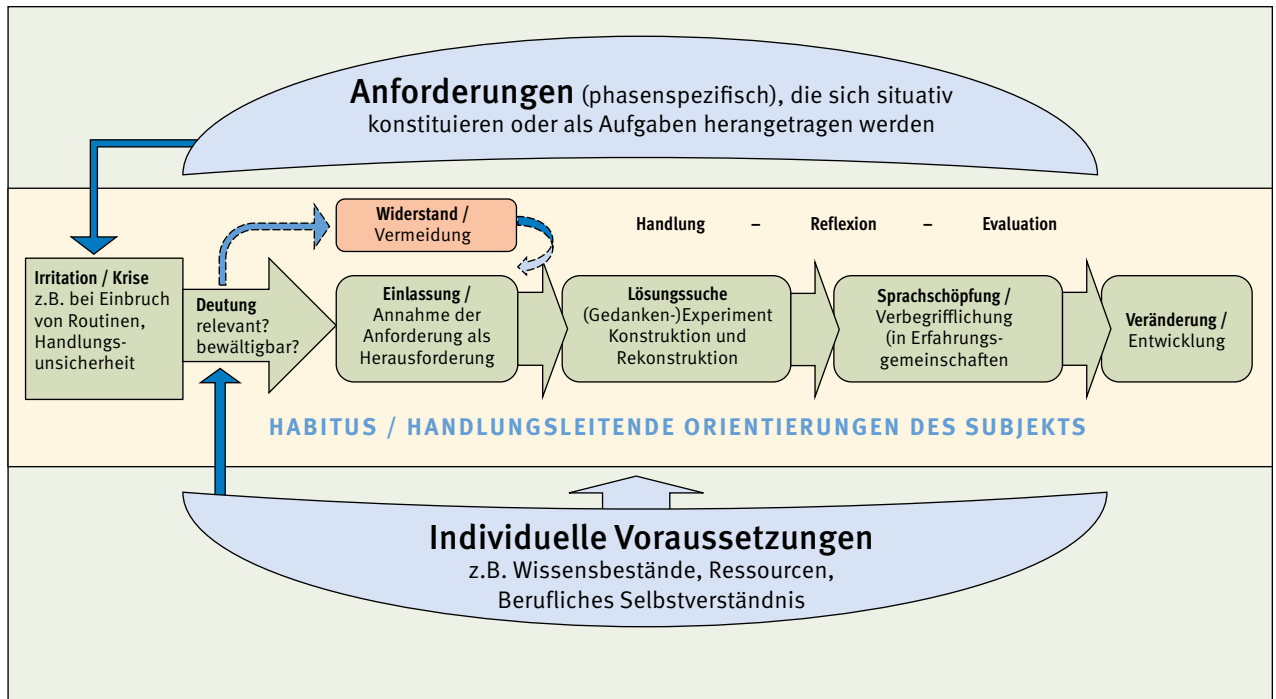 Anforderungen (phasenspezifisch), die sich situativ
konstituieren oder als Aufgaben herangetragen werden
Widerstand /
Vermeidung
Handlung – Reflexion – Evaluation
Irritation / Krise
z.B. bei Einbruch
von Routinen,
Handlungs-
unsicherheit
Deutung
relevant?
bewältigbar?
Einlassung /
Annahme der
Anforderung als
Herausforderung
Lösungssuche
(Gedanken-)Experiment
Konstruktion und
Rekonstruktion
Sprachschöpfung /
Verbegrifflichung
(in Erfahrungs-
gemeinschaften
Veränderung /
Entwicklung
HABITUS / HANDLUNGSLEITENDE ORIENTIERUNGEN DES SUBJEKTS
Individuelle Voraussetzungen
z.B. Wissensbestände, Ressourcen,
Berufliches Selbstverständnis